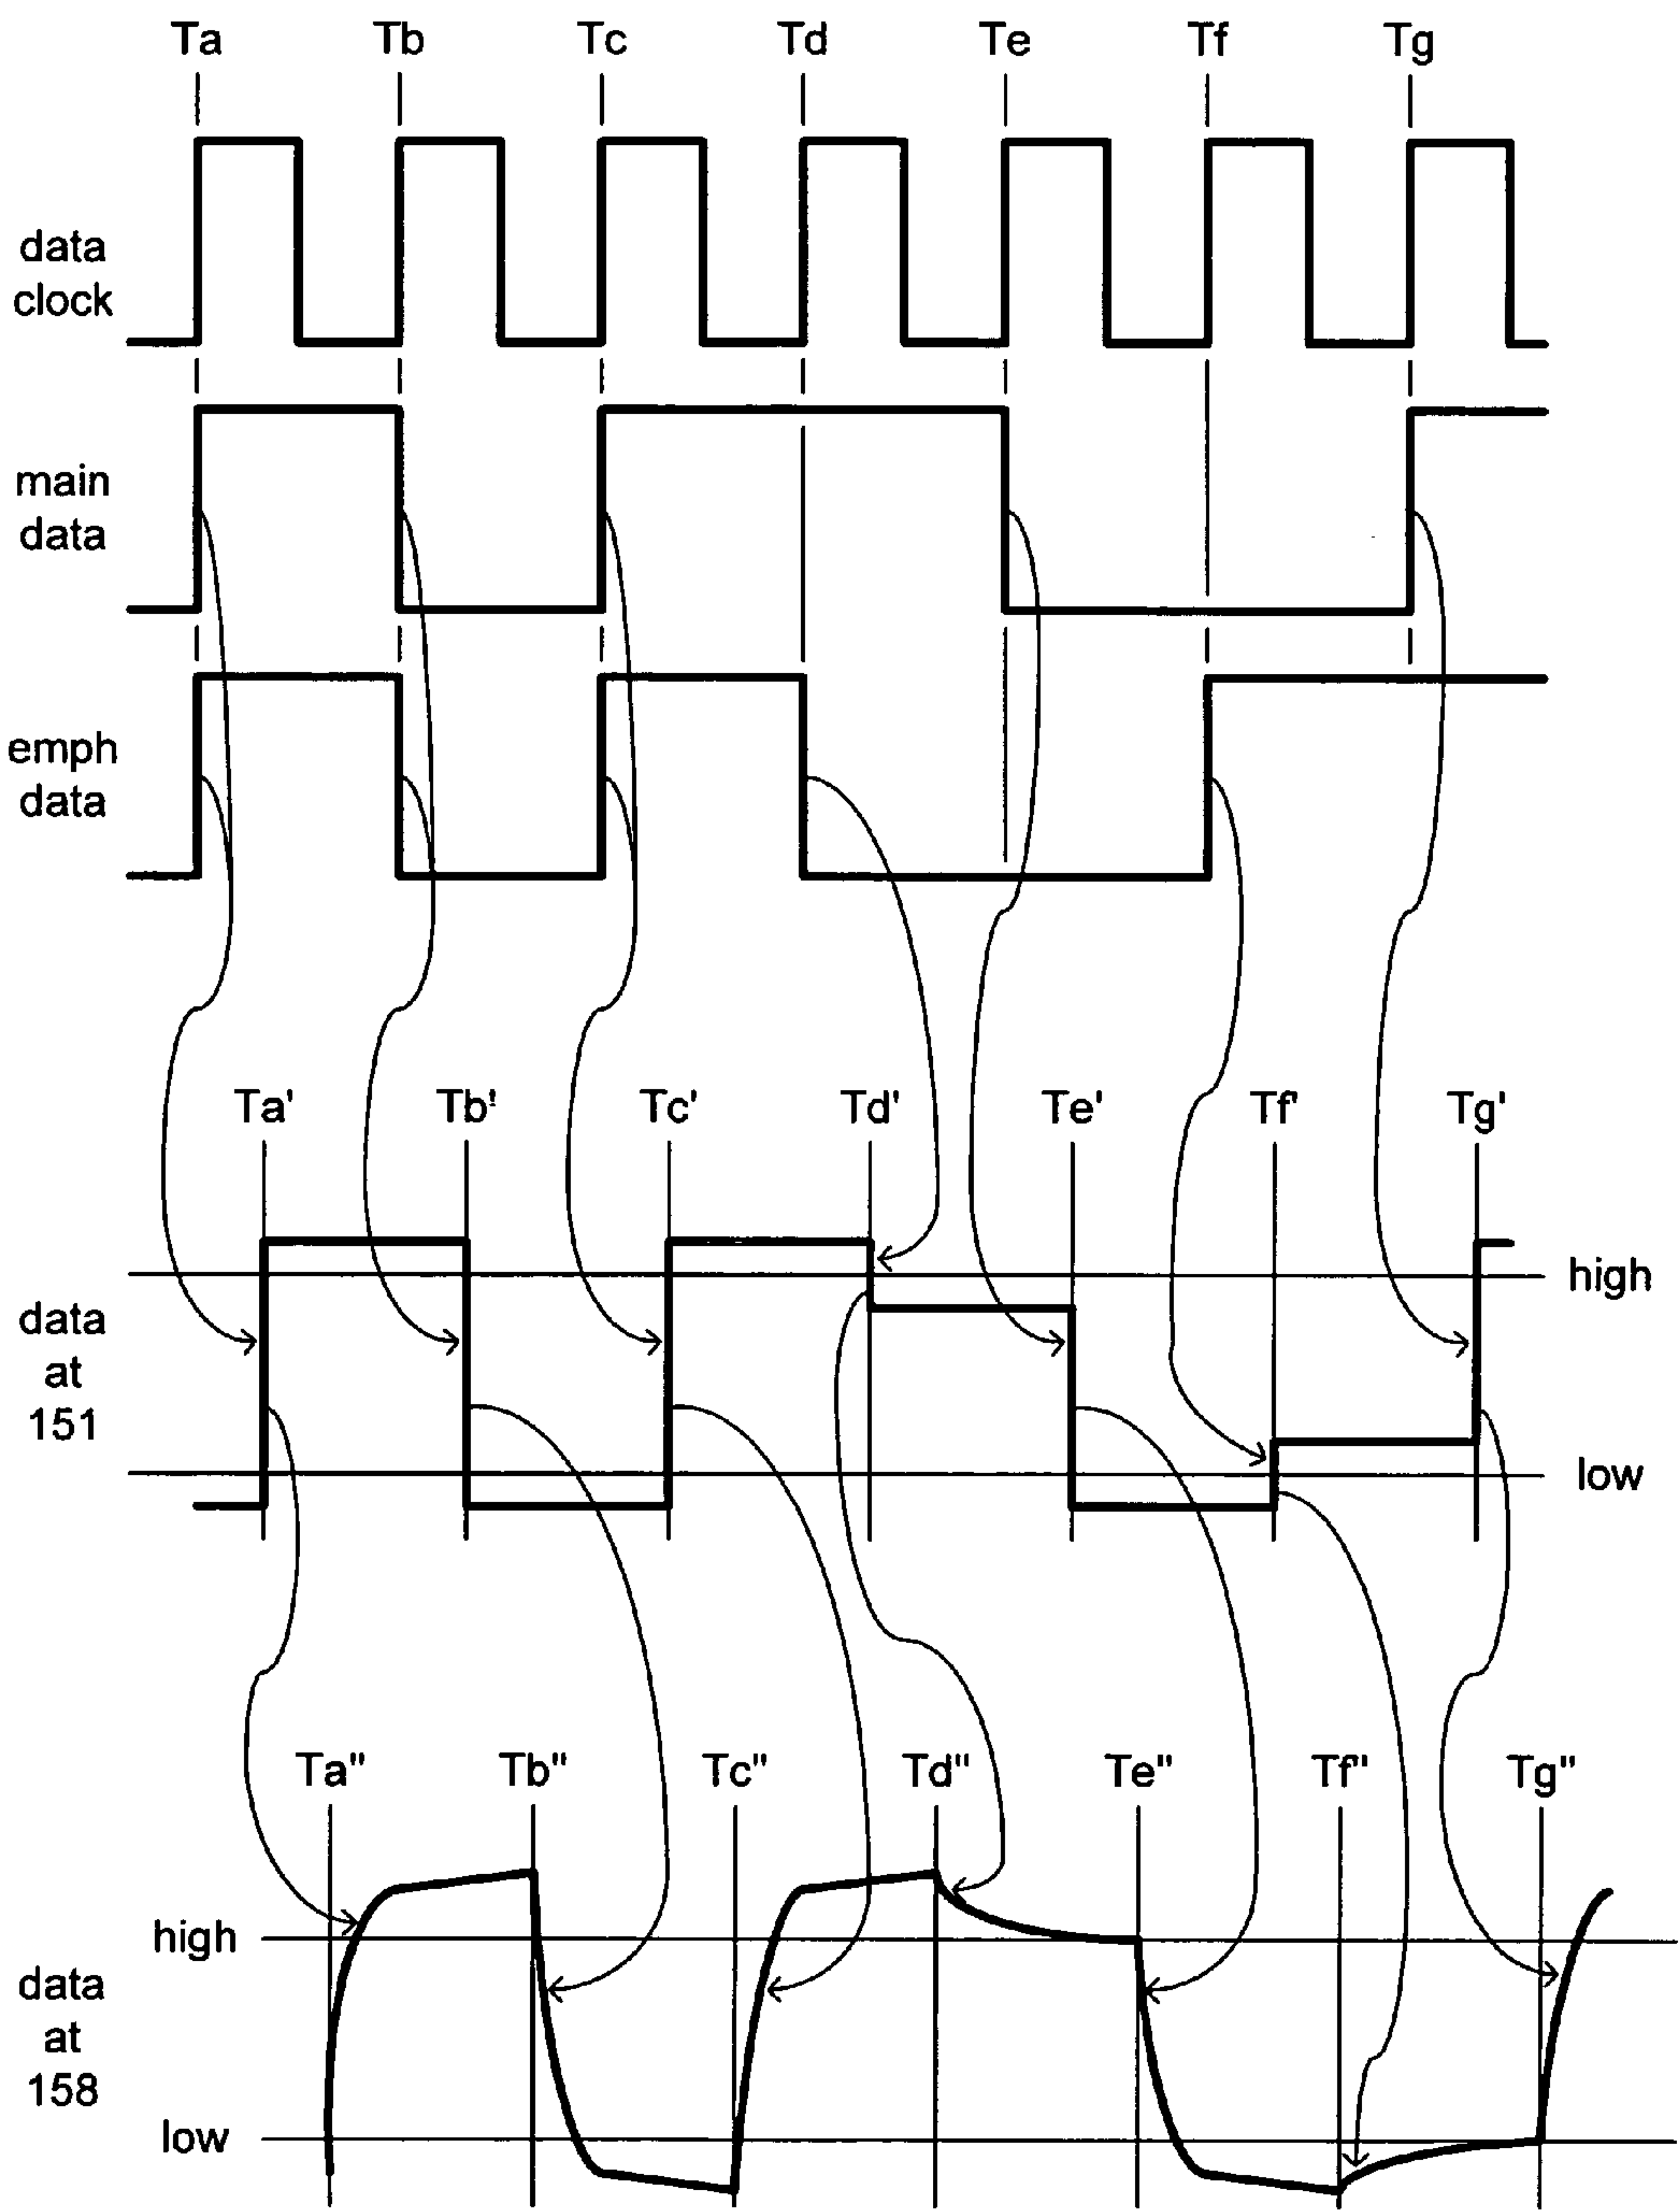 Ta Tb Tc Td Te Tf Tg
data
clock
main
data
emph
data
Ta' Tb' Tc' Td' Te' Tf' Tg'
high
data
at
151
low
Ta" Tb" Tc" Td" Te" Tf" Tg"
high
data
at
158
low